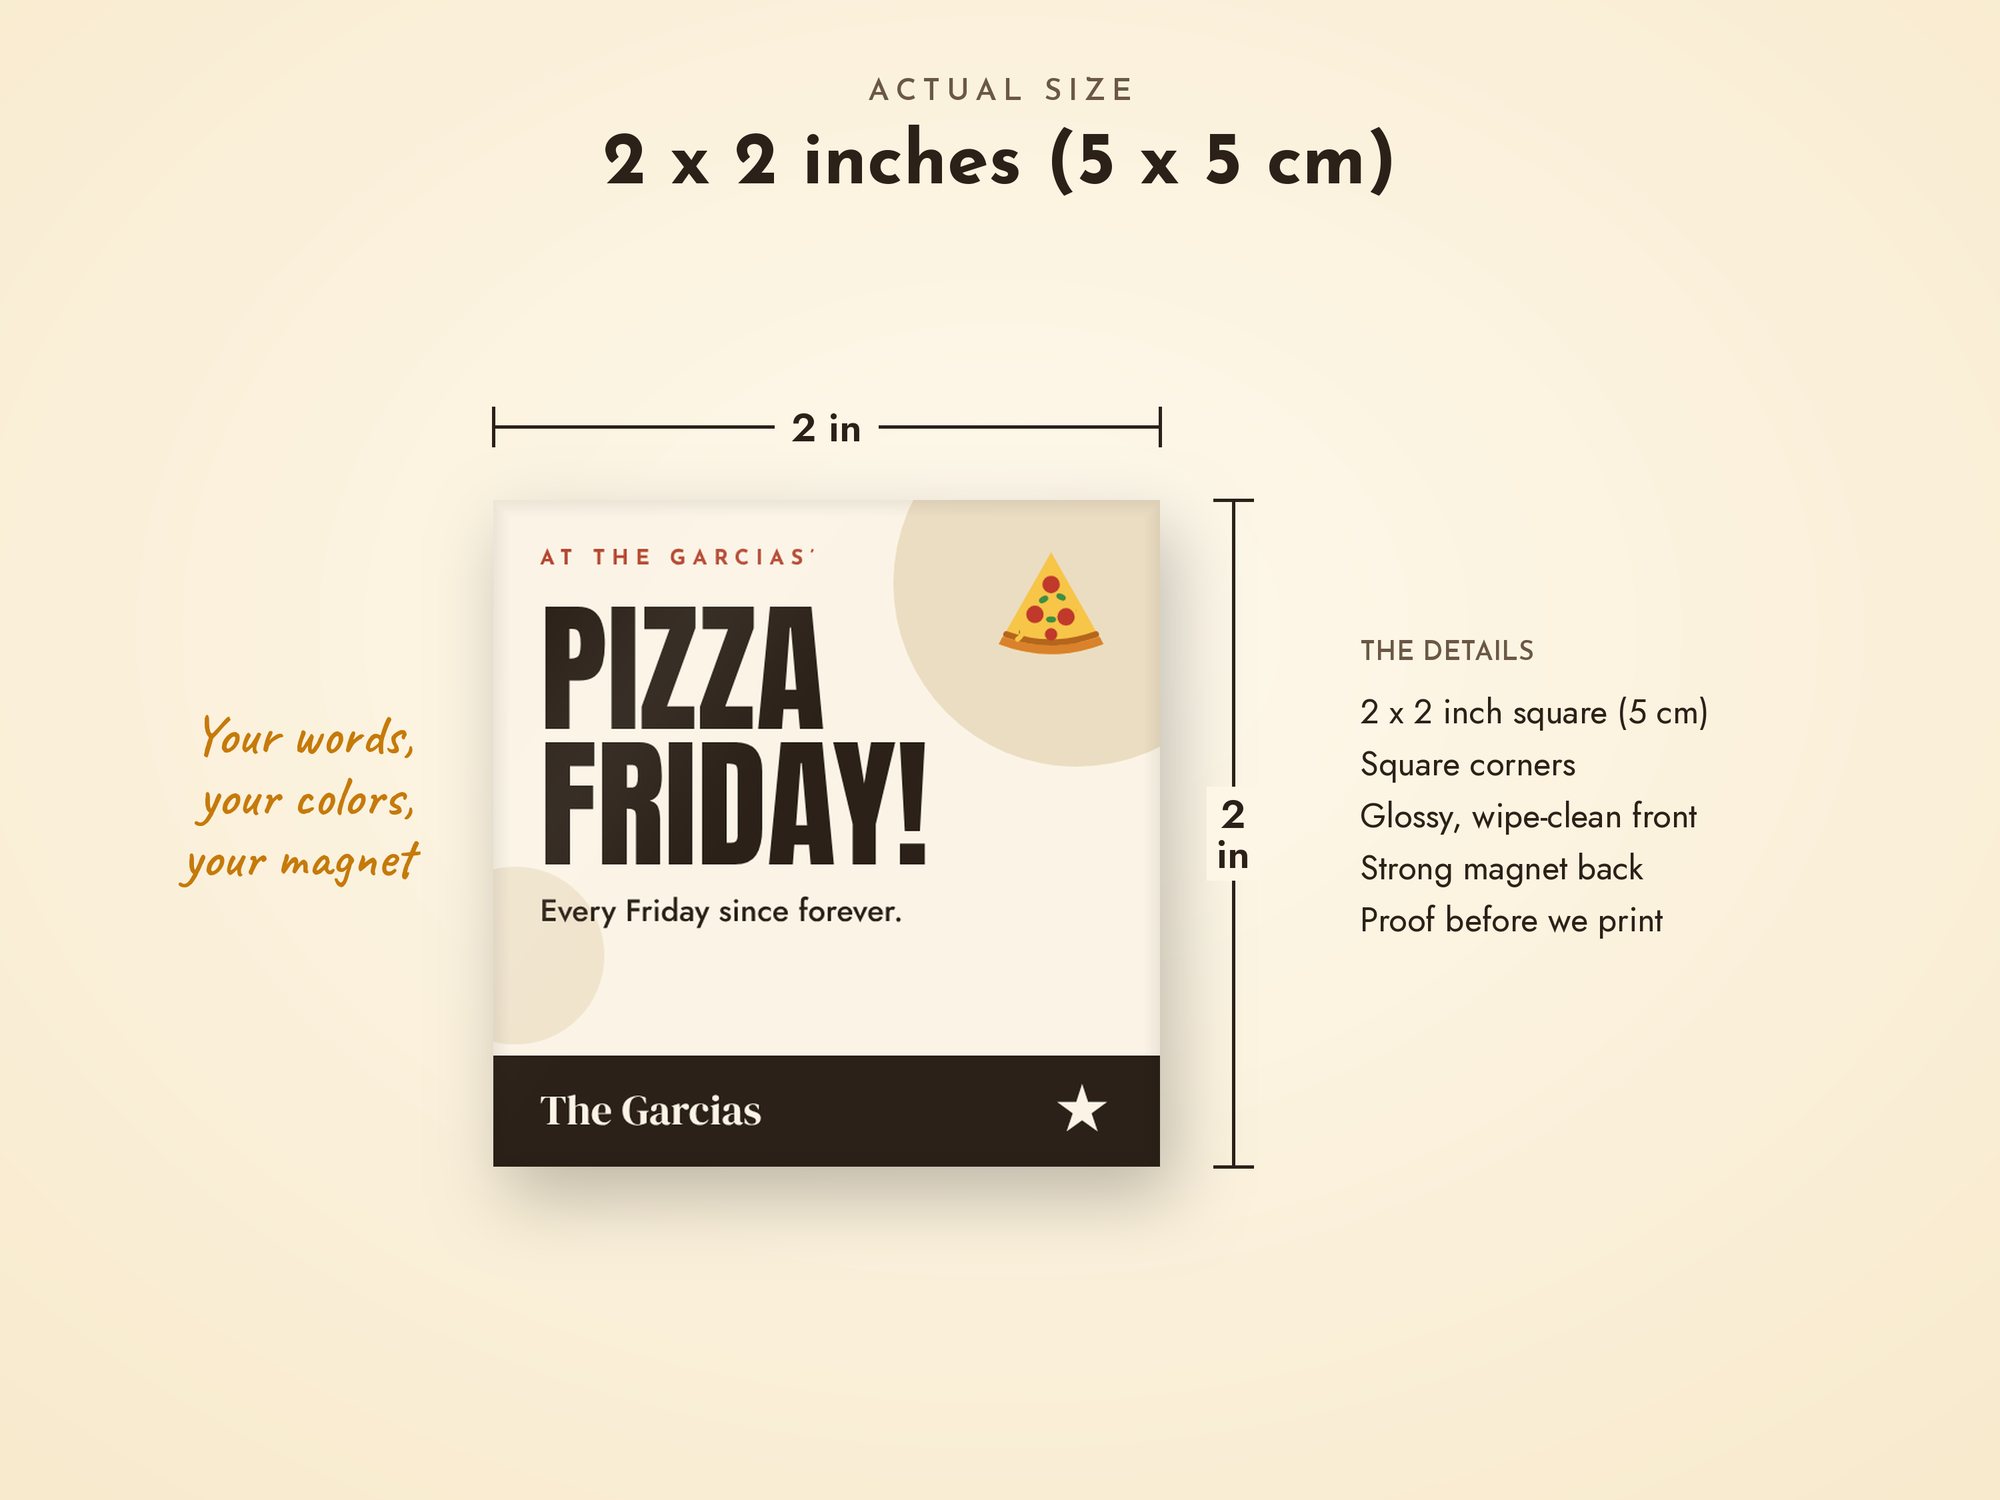 ACTUAL SIZE
2 x 2 inches (5 x 5 cm)
2 in
AT THE GARCIAS'
PIZZA
FRIDAY!
Every Friday since forever.
The Garcias
2
in
Your words,
your colors,
your magnet
THE DETAILS
2 x 2 inch square (5 cm)
Square corners
Glossy, wipe-clean front
Strong magnet back
Proof before we print